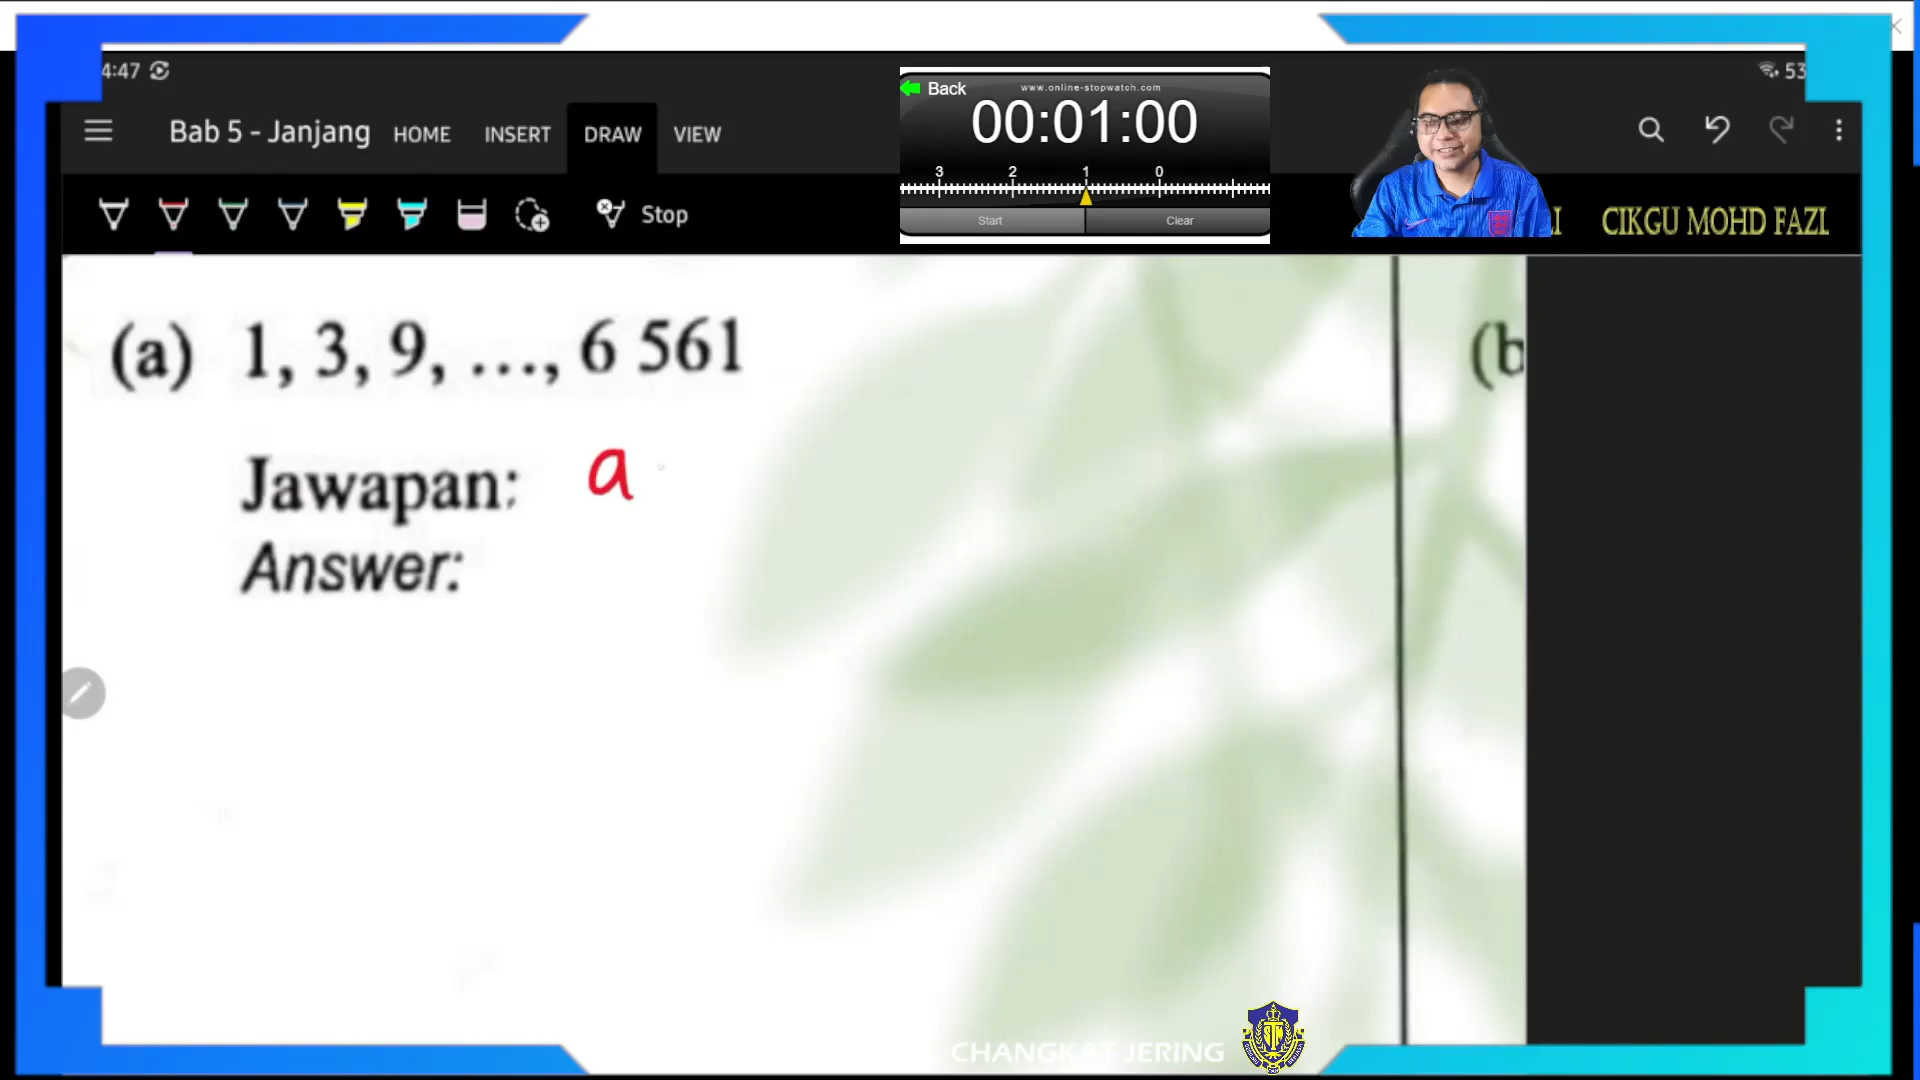 4:47
53
Back
www.online-stopwatch.com
00:01:00
3 2 1 0
Start Clear
Bab 5 - Janjang HOME INSERT DRAW VIEW
Stop
CIKGU MOHD FAZL
(a) 1, 3, 9, ..., 6 561
(b
Jawapan: a
Answer:
CHANGKAT JERING